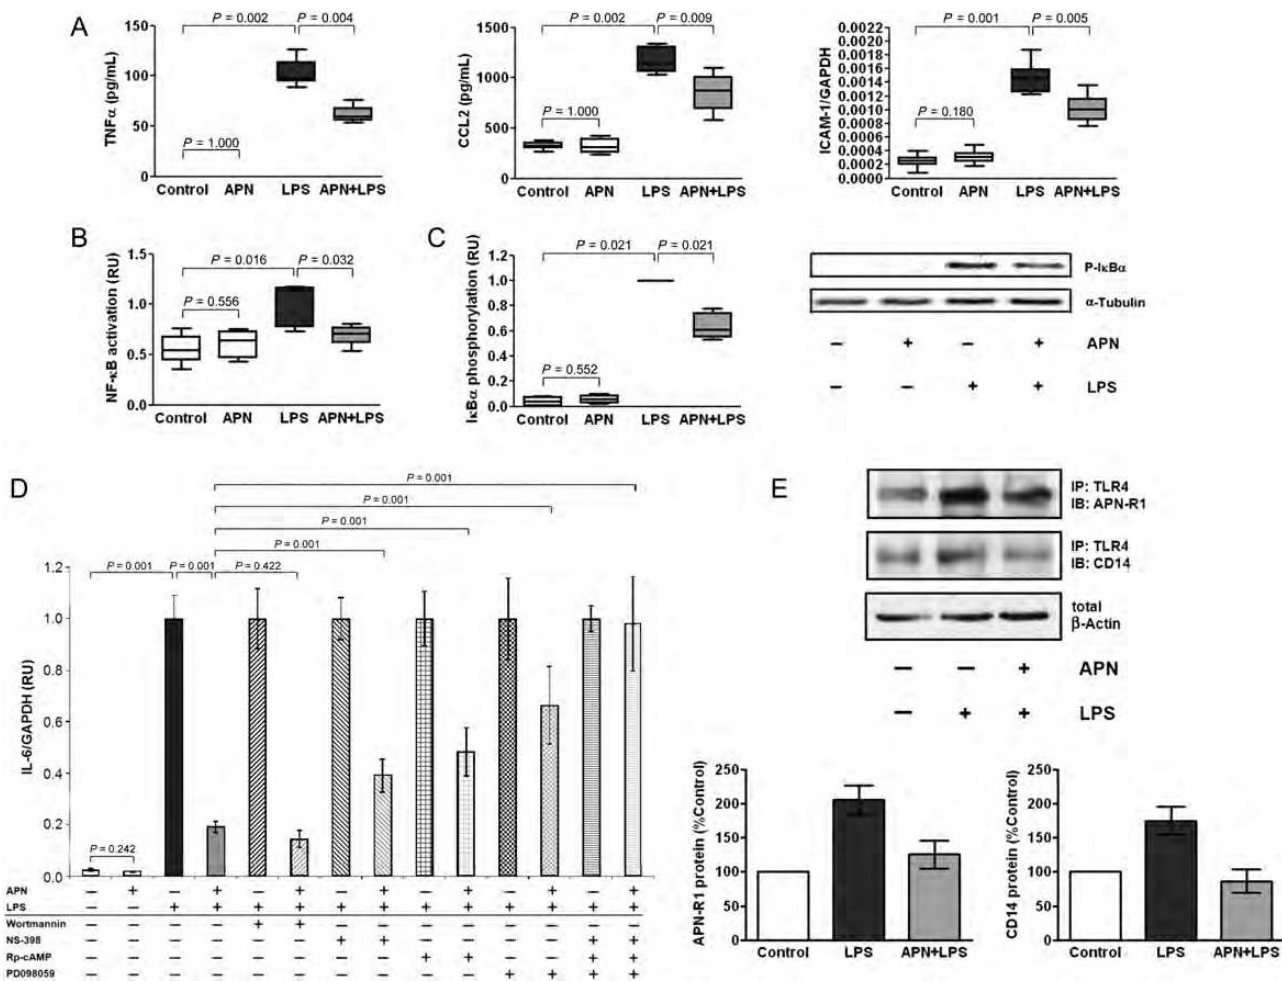 A
P = 0.002 P = 0.004
TNFα (pg/mL)
150
100
50
0
P = 1.000
Control APN LPS APN+LPS
P = 0.002 P = 0.009
CCL2 (pg/mL)
1500
1000
500
0
P = 1.000
Control APN LPS APN+LPS
P = 0.001 P = 0.005
ICAM-1/GAPDH
0.0022
0.0020
0.0018
0.0016
0.0014
0.0012
0.0010
0.0008
0.0006
0.0004
0.0002
0.0000
P = 0.180
Control APN LPS APN+LPS
B
NF-κB activation (RU)
1.5
1.0
0.5
0.0
P = 0.016 P = 0.032
P = 0.556
Control APN LPS APN+LPS
C
IκBα phosphorylation (RU)
1.2
1.0
0.8
0.6
0.4
0.2
0.0
P = 0.021 P = 0.021
P = 0.552
Control APN LPS APN+LPS
P-IκBα
α-Tubulin
– + – + APN
– – + + LPS
D
P = 0.001
P = 0.001
P = 0.001
P = 0.001
P = 0.001 P = 0.001 P = 0.422
IL-6/GAPDH (RU)
1.2
1.0
0.8
0.6
0.4
0.2
0.0
P = 0.242
APN – + – + – + – + – + – + – +
LPS – – + + + + + + + + + + + +
Wortmannin – – – – + + – – – – – – – –
NS-398 – – – – – – + + – – – – + +
Rp-cAMP – – – – – – – – + + – – + +
PD098059 – – – – – – – – – – + + + +
E
IP: TLR4
IB: APN-R1
IP: TLR4
IB: CD14
total
β-Actin
– – + APN
– + + LPS
APN-R1 protein (%Control)
250
200
150
100
50
0
Control LPS APN+LPS
CD14 protein (%Control)
250
200
150
100
50
0
Control LPS APN+LPS